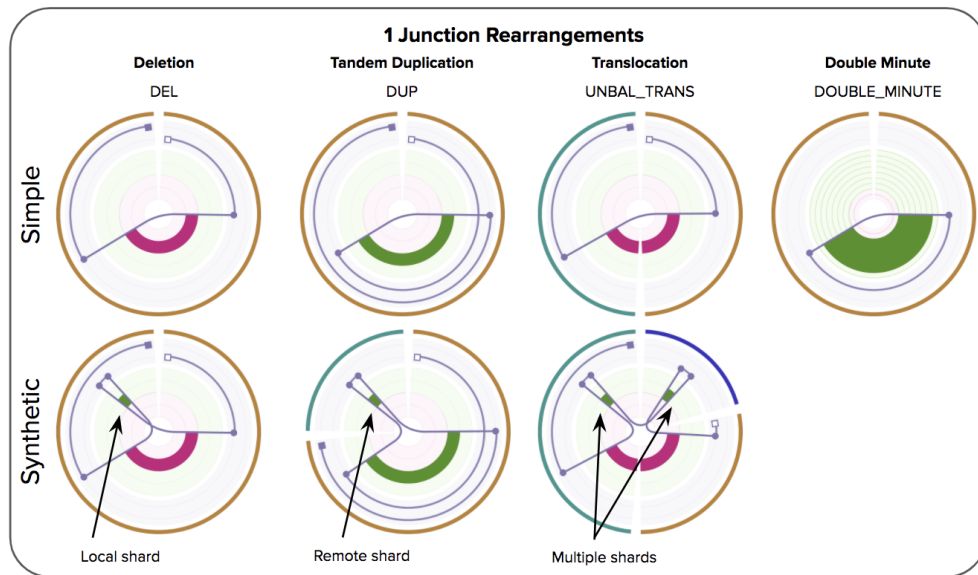 1 Junction Rearrangements
Deletion
Tandem Duplication
Translocation
Double Minute
DEL
DUP
UNBAL_TRANS
DOUBLE_MINUTE
Simple
Synthetic
Local shard
Remote shard
Multiple shards